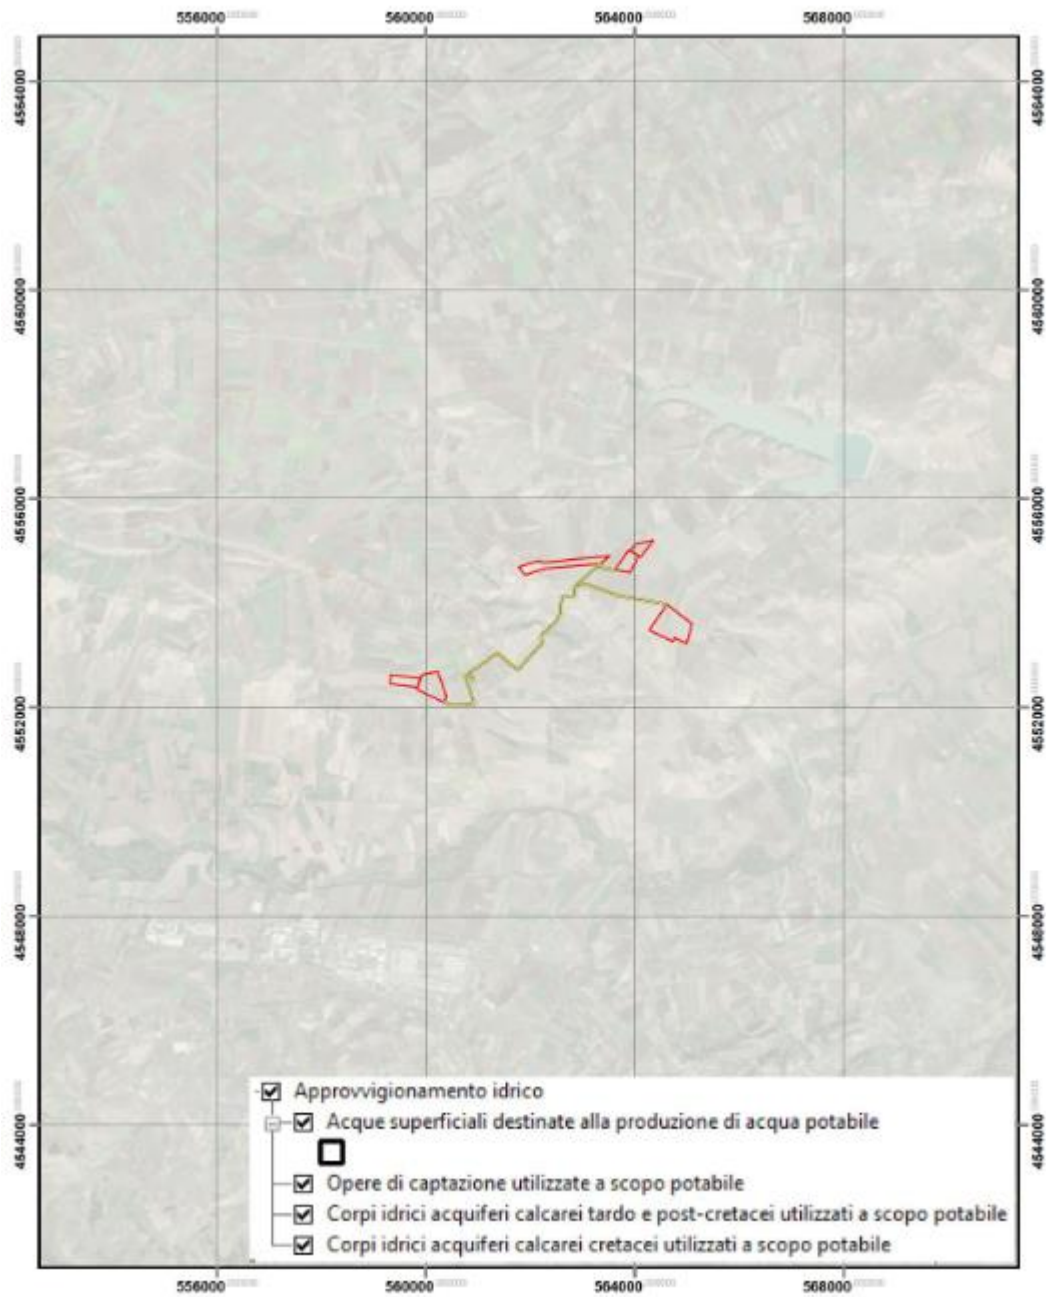 556000 560000 564000 568000
4564000 4564000
4560000 4560000
4556000 4556000
4552000 4552000
4548000 4548000
4544000 4544000
Approvvigionamento idrico
Acque superficiali destinate alla produzione di acqua potabile
Opere di captazione utilizzate a scopo potabile
Corpi idrici acquiferi calcarei tardo e post-cretacei utilizzati a scopo potabile
Corpi idrici acquiferi calcarei cretacei utilizzati a scopo potabile
556000 560000 564000 568000